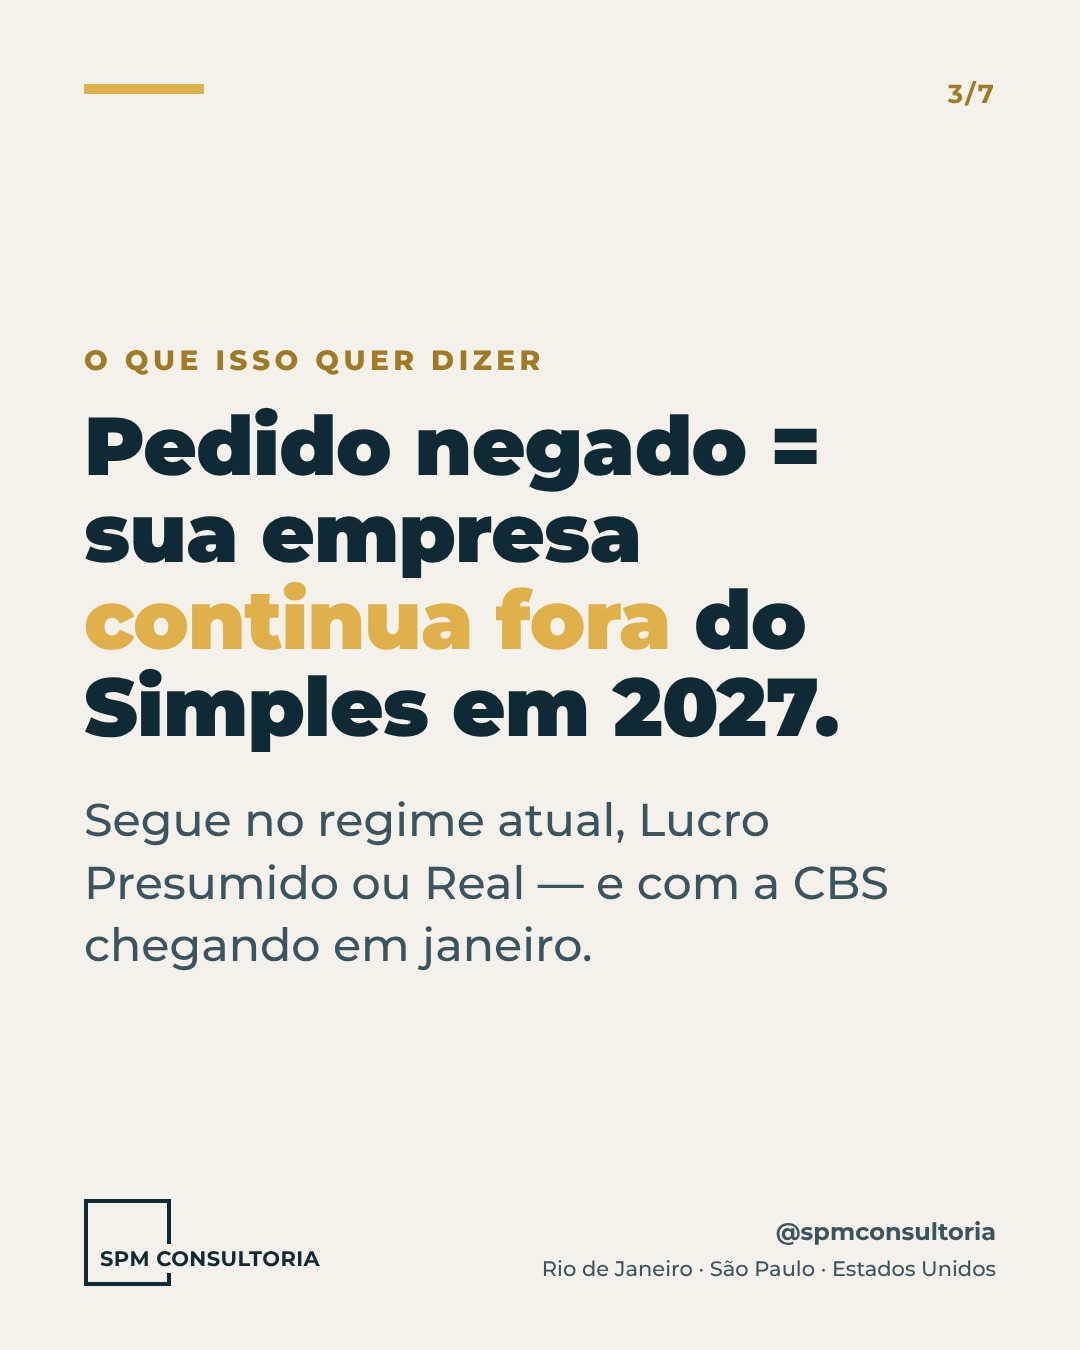 3/7
O QUE ISSO QUER DIZER
Pedido negado =
sua empresa
continua fora do
Simples em 2027.
Segue no regime atual, Lucro
Presumido ou Real — e com a CBS
chegando em janeiro.
SPM CONSULTORIA
@spmconsultoria
Rio de Janeiro · São Paulo · Estados Unidos